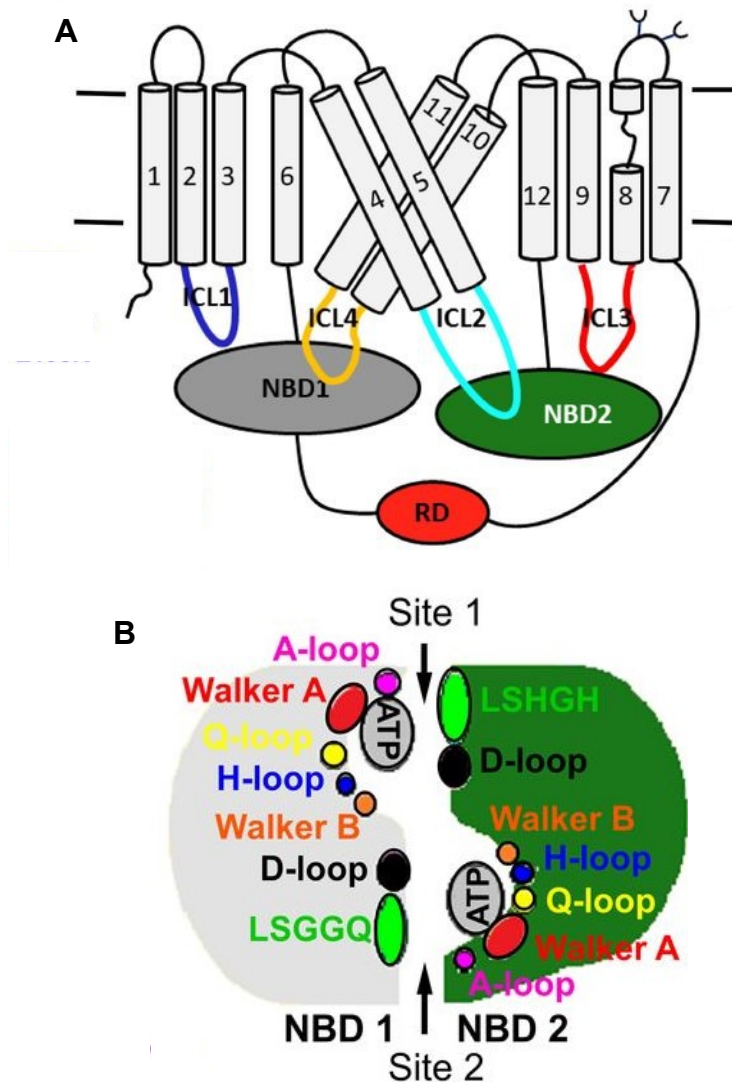 A
1
2
3
6
4
5
11
10
12
9
8
7
ICL1
ICL4
ICL2
ICL3
NBD1
NBD2
RD
B
Site 1
A-loop
Walker A
ATP
LSHGH
Q-loop
D-loop
H-loop
Walker B
Walker B
D-loop
H-loop
ATP
Q-loop
LSGGQ
Walker A
A-loop
NBD 1
NBD 2
Site 2